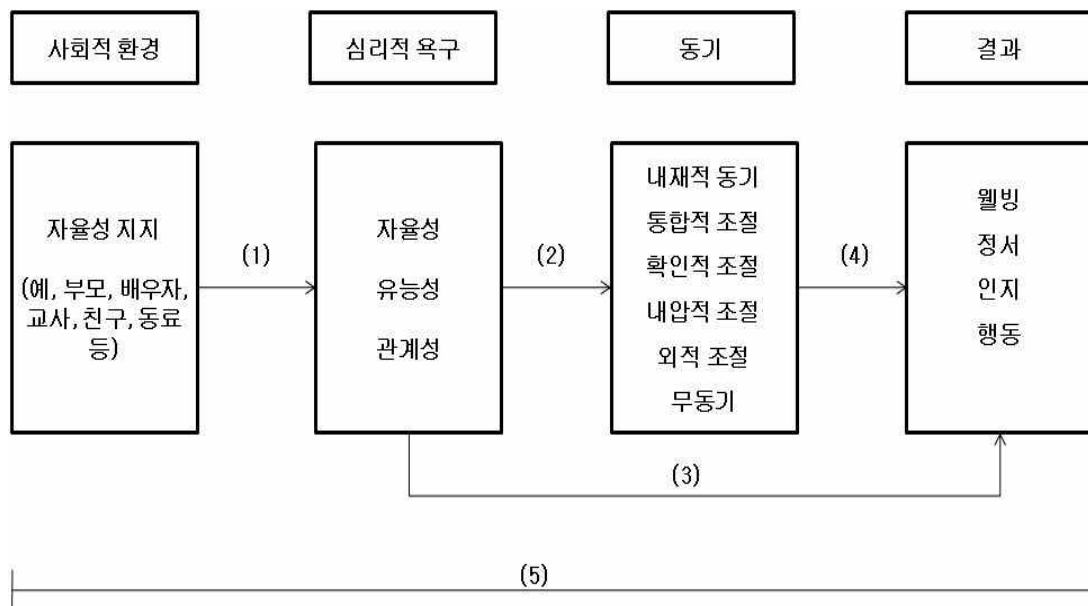 사회적 환경
심리적 욕구
동기
결과
자율성 지지
(예, 부모, 배우자,
교사, 친구, 동료
등)
(1)
자율성
유능성
관계성
(2)
내재적 동기
통합적 조절
확인적 조절
내압적 조절
외적 조절
무동기
(4)
웰빙
정서
인지
행동
(3)
(5)